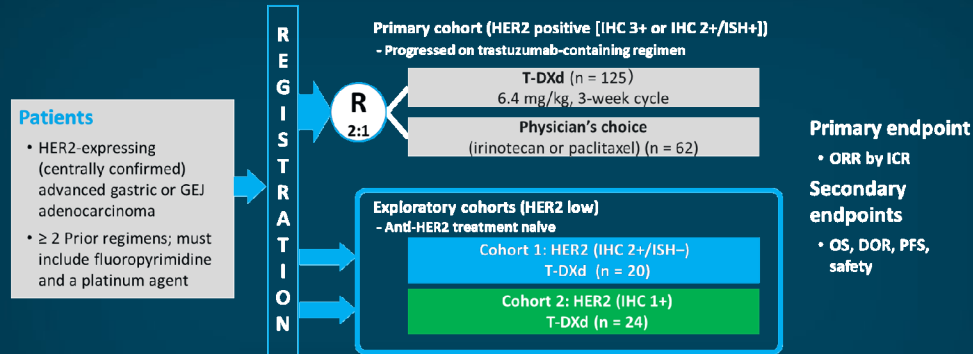 Patients
• HER2-expressing
(centrally confirmed)
advanced gastric or GEJ
adenocarcinoma
• ≥ 2 Prior regimens; must
include fluoropyrimidine
and a platinum agent
REGISTRATION
Primary cohort (HER2 positive [IHC 3+ or IHC 2+/ISH+])
- Progressed on trastuzumab-containing regimen
R
2:1
T-DXd (n = 125)
6.4 mg/kg, 3-week cycle
Physician's choice
(irinotecan or paclitaxel) (n = 62)
Exploratory cohorts (HER2 low)
- Anti-HER2 treatment naive
Cohort 1: HER2 (IHC 2+/ISH–)
T-DXd (n = 20)
Cohort 2: HER2 (IHC 1+)
T-DXd (n = 24)
Primary endpoint
• ORR by ICR
Secondary
endpoints
• OS, DOR, PFS,
safety